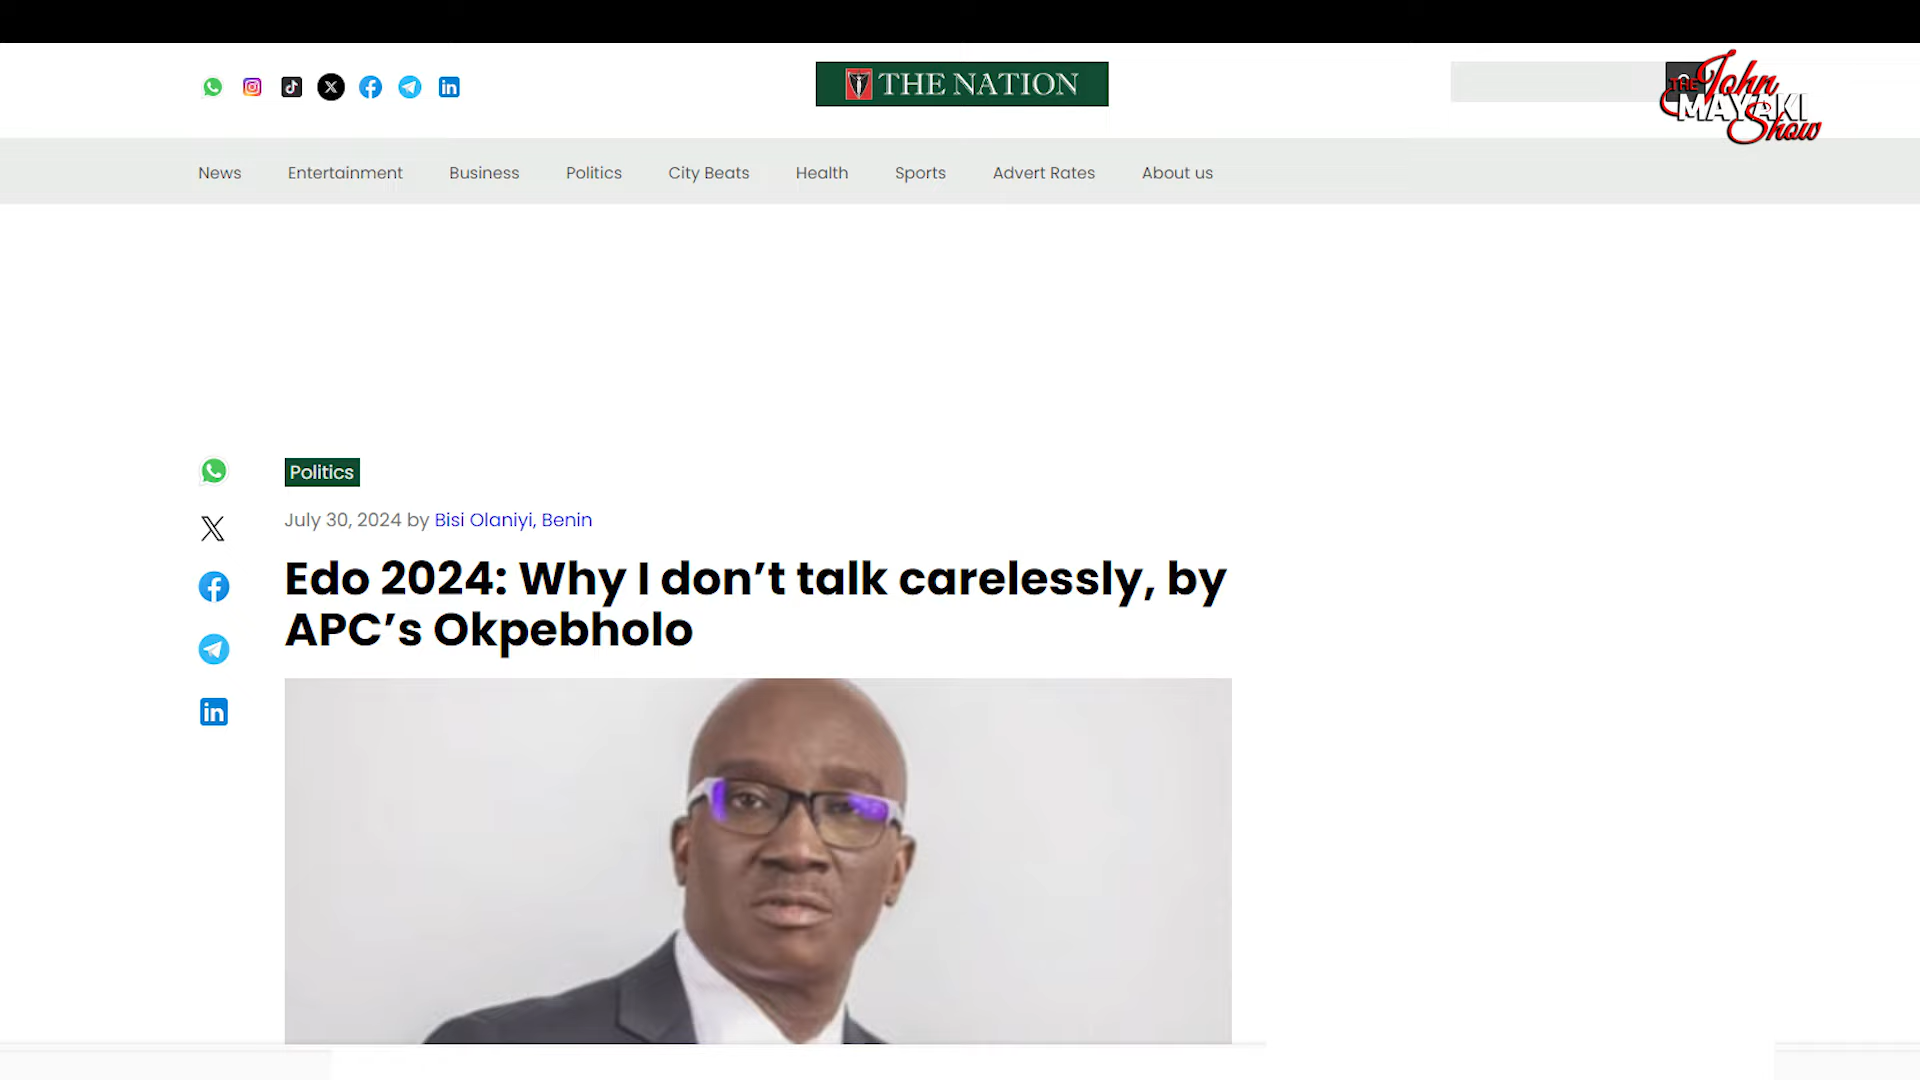 THE NATION
THE John
MAYAKI
Show
News Entertainment Business Politics City Beats Health Sports Advert Rates About us
Politics
July 30, 2024 by Bisi Olaniyi, Benin
Edo 2024: Why I don’t talk carelessly, by
APC’s Okpebholo